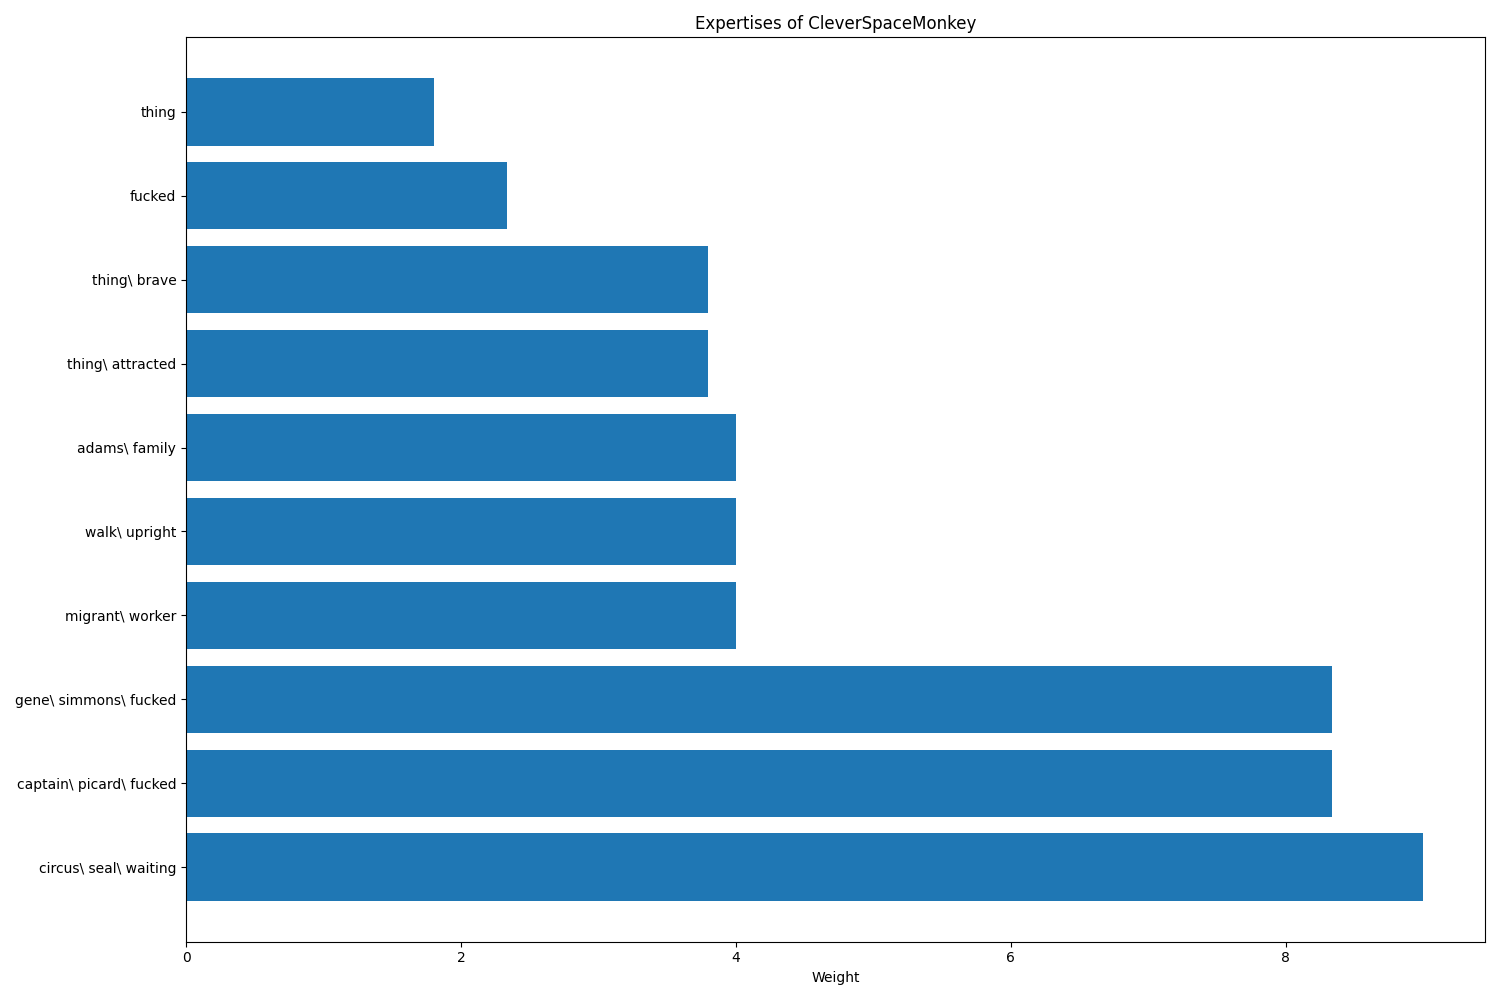 Expertises of CleverSpaceMonkey
thing
fucked
thing\ brave
thing\ attracted
adams\ family
walk\ upright
migrant\ worker
gene\ simmons\ fucked
captain\ picard\ fucked
circus\ seal\ waiting
0 2 4 6 8
Weight